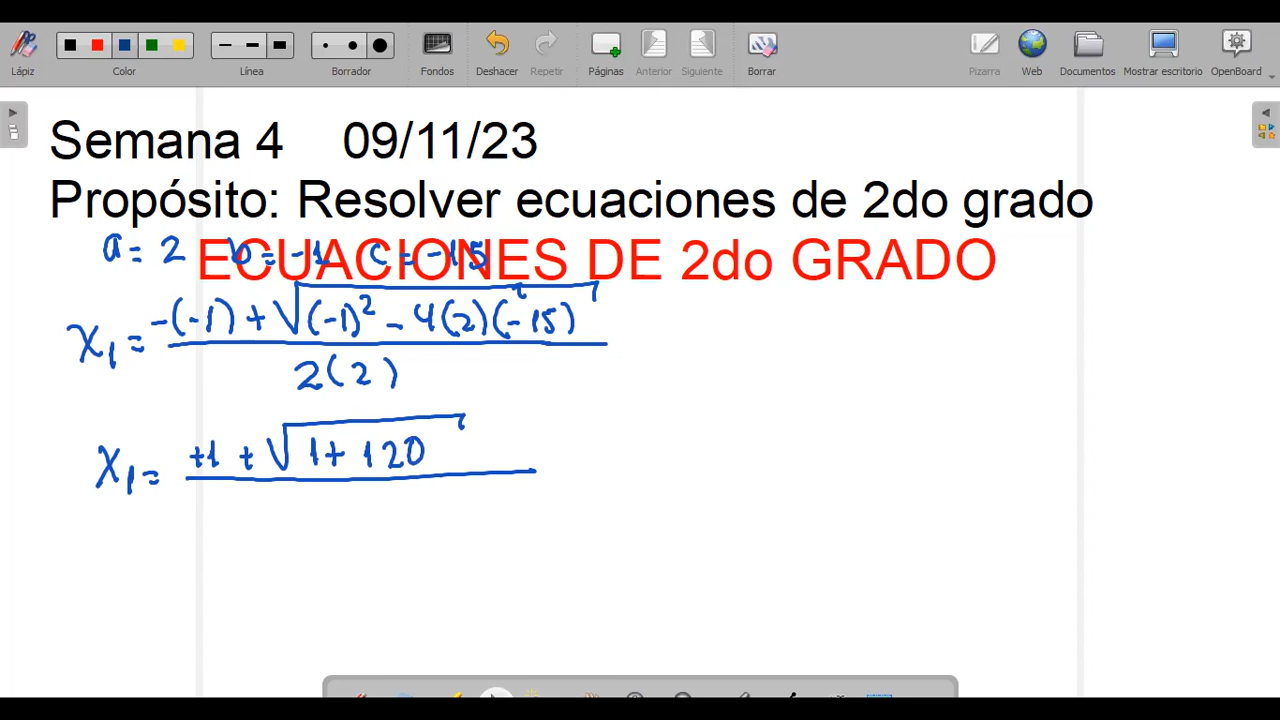 Lápiz Color Línea Borrador Fondos Deshacer Repetir Páginas Anterior Siguiente Borrar Pizarra Web Documentos Mostrar escritorio OpenBoard
Semana 4 09/11/23
Propósito: Resolver ecuaciones de 2do grado
a = 2 b = -1 c = -15
ECUACIONES DE 2do GRADO
x₁ = (-(-1) + √((-1)² - 4(2)(-15))) / 2(2)
x₁ = +1 + √(1 + 120)